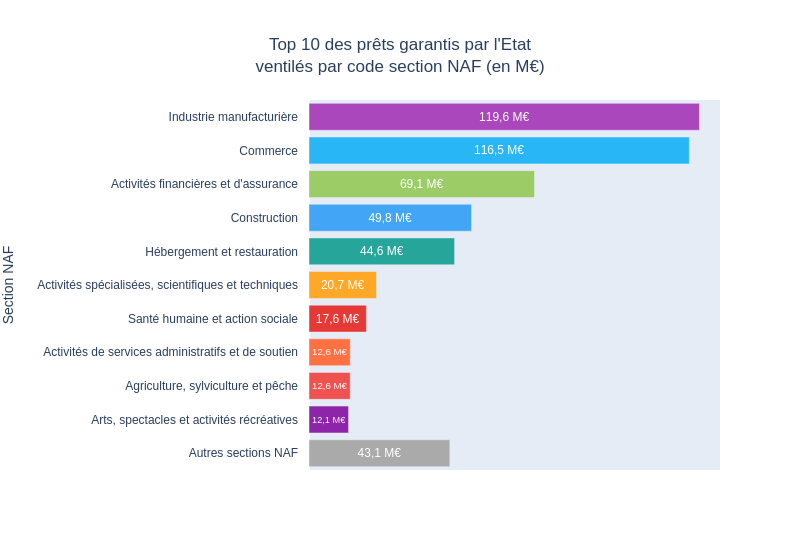 Top 10 des prêts garantis par l'Etat
ventilés par code section NAF (en M€)
Section NAF
Industrie manufacturière 119,6 M€
Commerce 116,5 M€
Activités financières et d'assurance 69,1 M€
Construction 49,8 M€
Hébergement et restauration 44,6 M€
Activités spécialisées, scientifiques et techniques 20,7 M€
Santé humaine et action sociale 17,6 M€
Activités de services administratifs et de soutien 12,6 M€
Agriculture, sylviculture et pêche 12,6 M€
Arts, spectacles et activités récréatives 12,1 M€
Autres sections NAF 43,1 M€